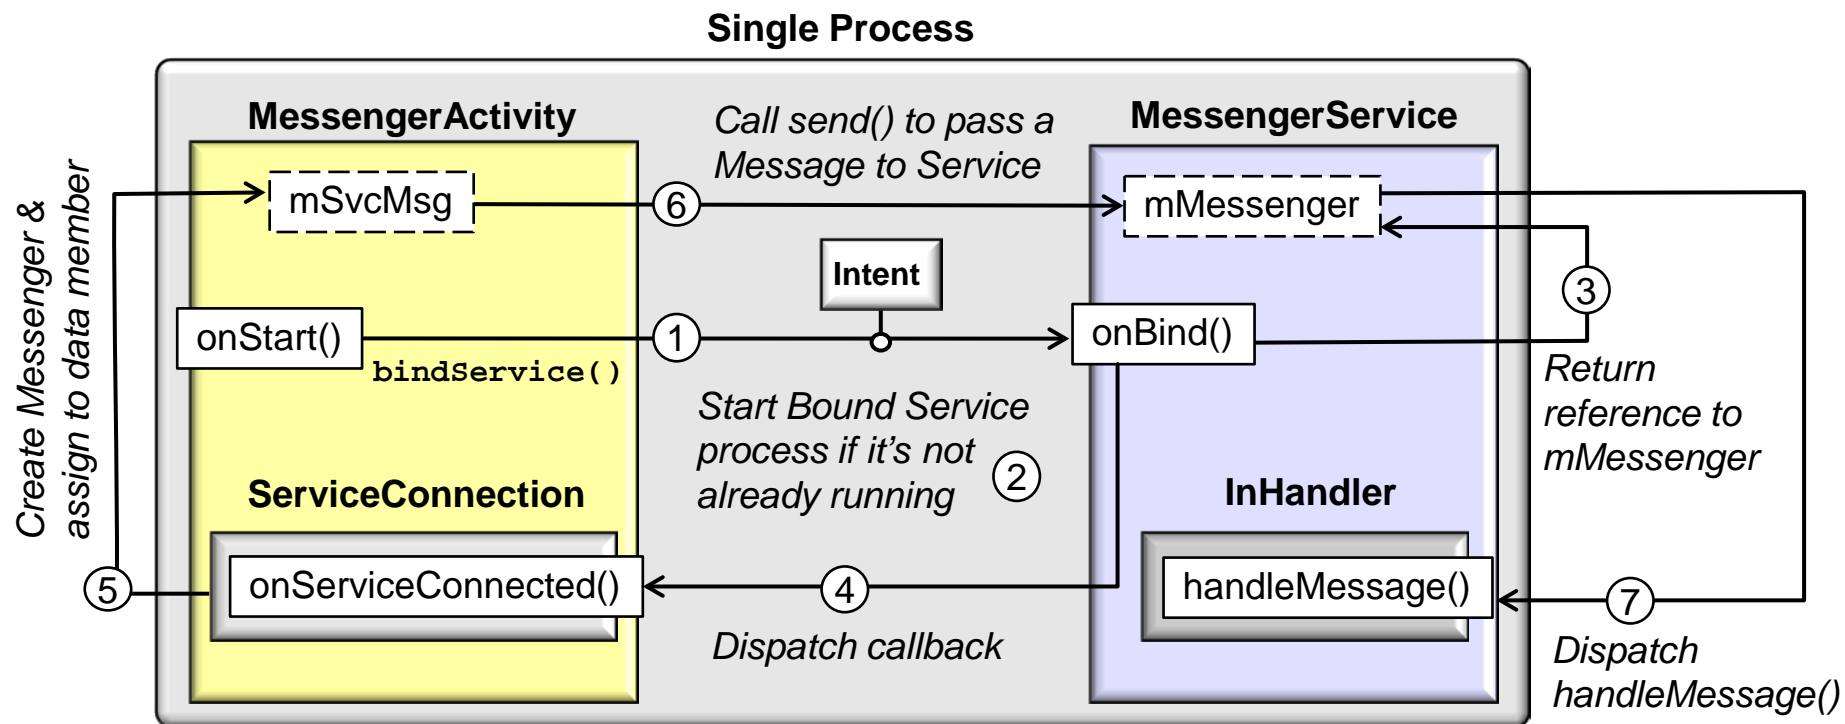 Single Process
MessengerActivity
Call send() to pass a
Message to Service
MessengerService
Create Messenger &
assign to data member
mSvcMsg
6
mMessenger
Intent
3
onStart()
bindService()
1
onBind()
Start Bound Service
process if it’s not
already running
2
Return
reference to
mMessenger
ServiceConnection
InHandler
5
onServiceConnected()
4
handleMessage()
7
Dispatch callback
Dispatch
handleMessage()